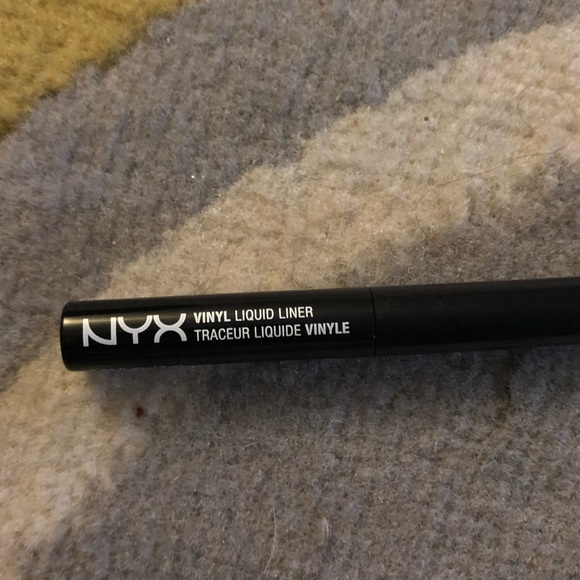 NYX
VINYL LIQUID LINER
TRACEUR LIQUIDE VINYLE